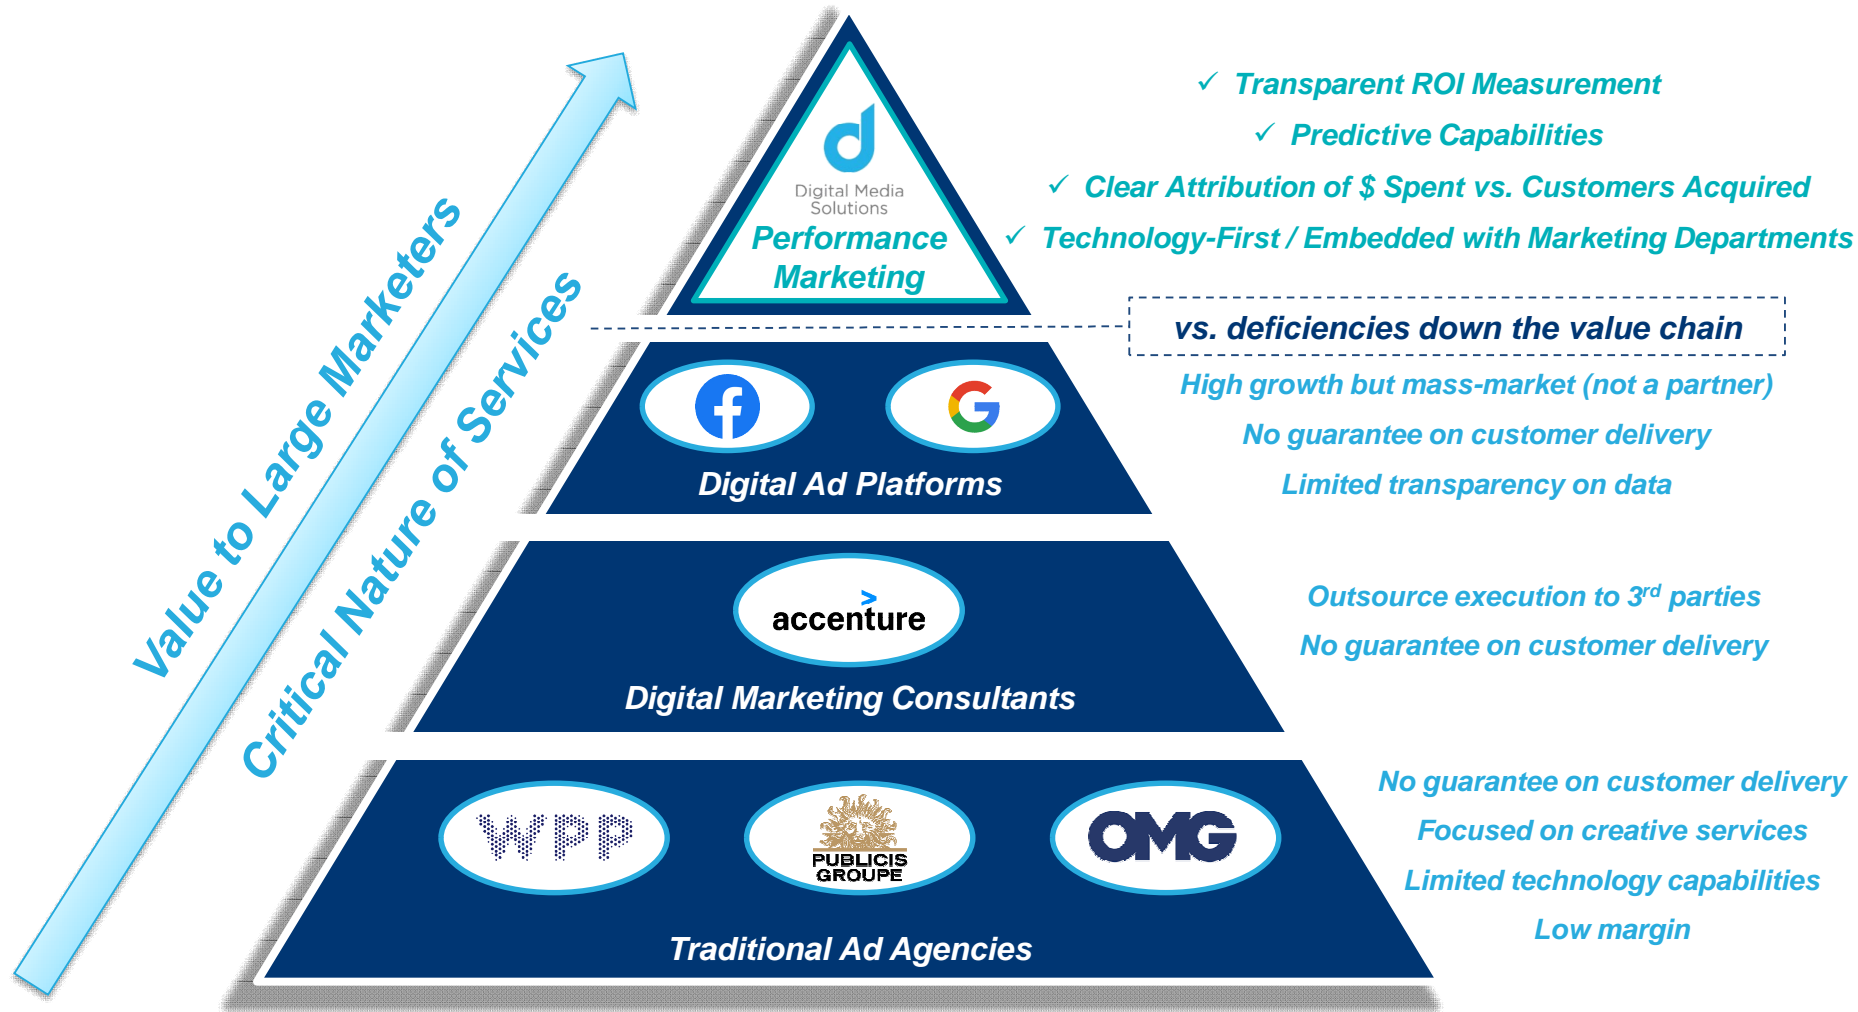 Value to Large Marketers
Critical Nature of Services
Digital Media
Solutions
Performance
Marketing
✓ Transparent ROI Measurement
✓ Predictive Capabilities
✓ Clear Attribution of $ Spent vs. Customers Acquired
✓ Technology-First / Embedded with Marketing Departments
vs. deficiencies down the value chain
Digital Ad Platforms
High growth but mass-market (not a partner)
No guarantee on customer delivery
Limited transparency on data
accenture
Digital Marketing Consultants
Outsource execution to 3rd parties
No guarantee on customer delivery
WPP
PUBLICIS
GROUPE
OMG
Traditional Ad Agencies
No guarantee on customer delivery
Focused on creative services
Limited technology capabilities
Low margin